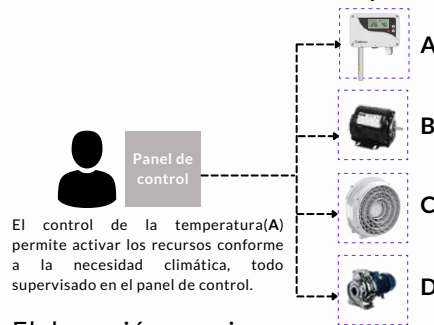 A
B
Panel de
control
C
El control de la temperatura(A)
permite activar los recursos conforme
a la necesidad climática, todo
supervisado en el panel de control.
D